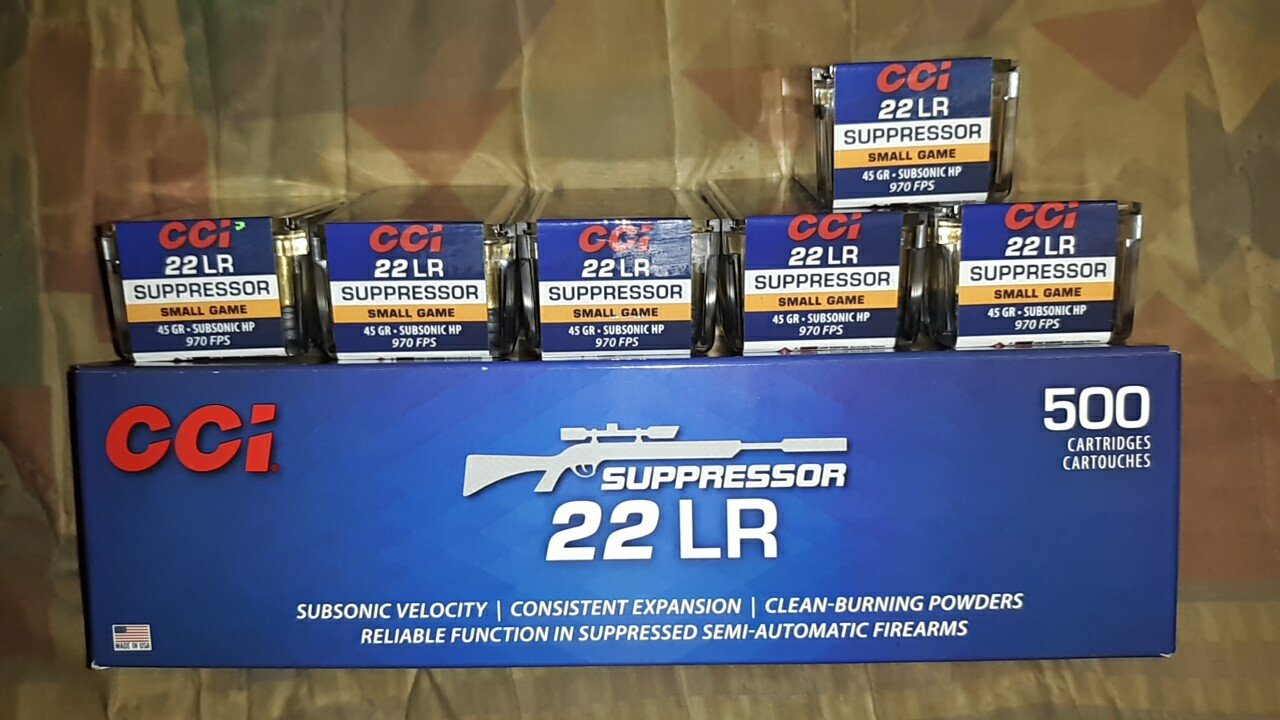 CCi
22 LR
SUPPRESSOR
SMALL GAME
45 GR • SUBSONIC HP
970 FPS
CCi
22 LR
SUPPRESSOR
SMALL GAME
45 GR • SUBSONIC HP
970 FPS
CCi
22 LR
SUPPRESSOR
SMALL GAME
45 GR • SUBSONIC HP
970 FPS
CCi
22 LR
SUPPRESSOR
SMALL GAME
45 GR • SUBSONIC HP
970 FPS
CCi
22 LR
SUPPRESSOR
SMALL GAME
45 GR • SUBSONIC HP
970 FPS
CCi
22 LR
SUPPRESSOR
SMALL GAME
45 GR • SUBSONIC HP
970 FPS
CCi
SUPPRESSOR
22 LR
500
CARTRIDGES
CARTOUCHES
SUBSONIC VELOCITY | CONSISTENT EXPANSION | CLEAN-BURNING POWDERS
RELIABLE FUNCTION IN SUPPRESSED SEMI-AUTOMATIC FIREARMS
MADE IN USA